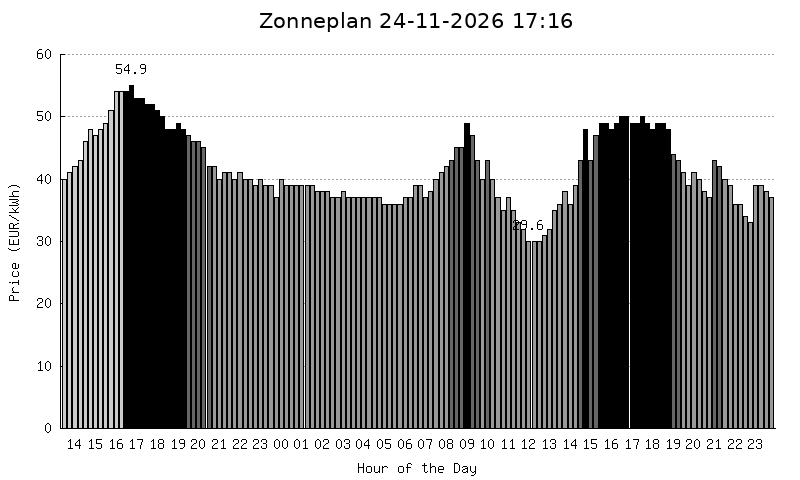 Zonneplan 24-11-2026 17:16
60
54.9
50
40
30
29.6
20
10
0
Price (EUR/kWh)
14 15 16 17 18 19 20 21 22 23 00 01 02 03 04 05 06 07 08 09 10 11 12 13 14 15 16 17 18 19 20 21 22 23
Hour of the Day